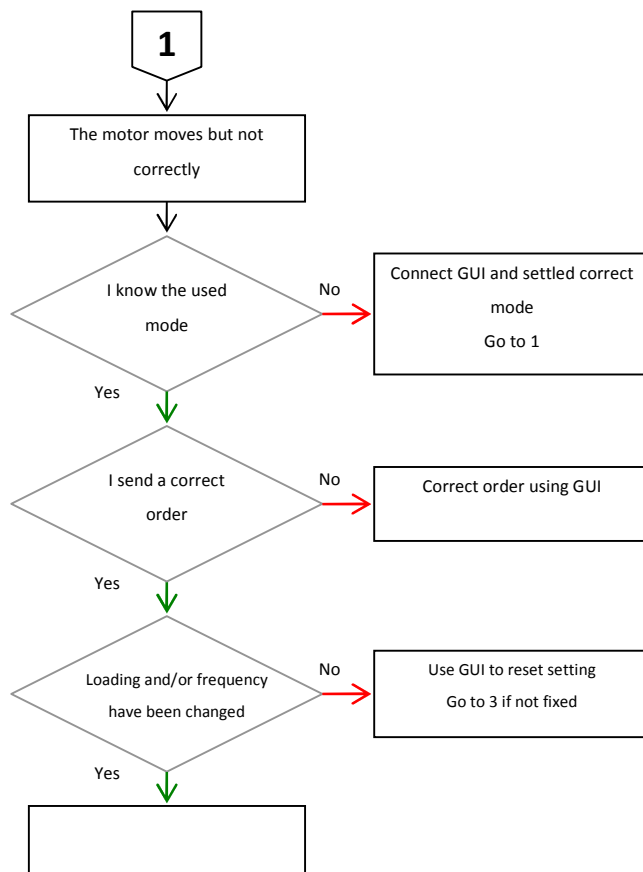 1
The motor moves but not
correctly
I know the used
mode
No
Connect GUI and settled correct
mode
Go to 1
Yes
I send a correct
order
No
Correct order using GUI
Yes
Loading and/or frequency
have been changed
No
Use GUI to reset setting
Go to 3 if not fixed
Yes